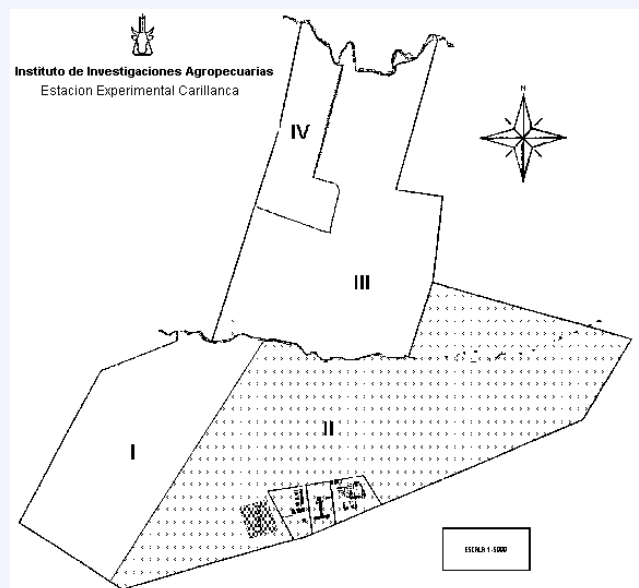 Instituto de Investigaciones Agropecuarias
Estacion Experimental Carillanca
N
IV
III
II
I
ESCALA 1-5000